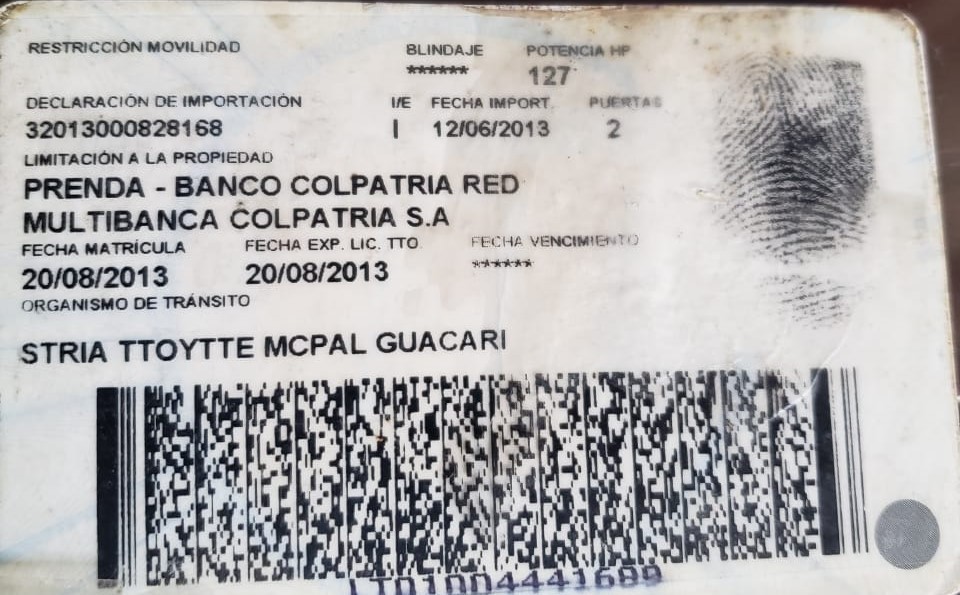 RESTRICCIÓN MOVILIDAD BLINDAJE POTENCIA HP
****** 127
DECLARACIÓN DE IMPORTACIÓN I/E FECHA IMPORT. PUERTAS
32013000828168 I 12/06/2013 2
LIMITACIÓN A LA PROPIEDAD
PRENDA - BANCO COLPATRIA RED
MULTIBANCA COLPATRIA S.A
FECHA MATRÍCULA FECHA EXP. LIC. TTO. FECHA VENCIMIENTO
20/08/2013 20/08/2013 ******
ORGANISMO DE TRÁNSITO
STRIA TTOYTTE MCPAL GUACARI